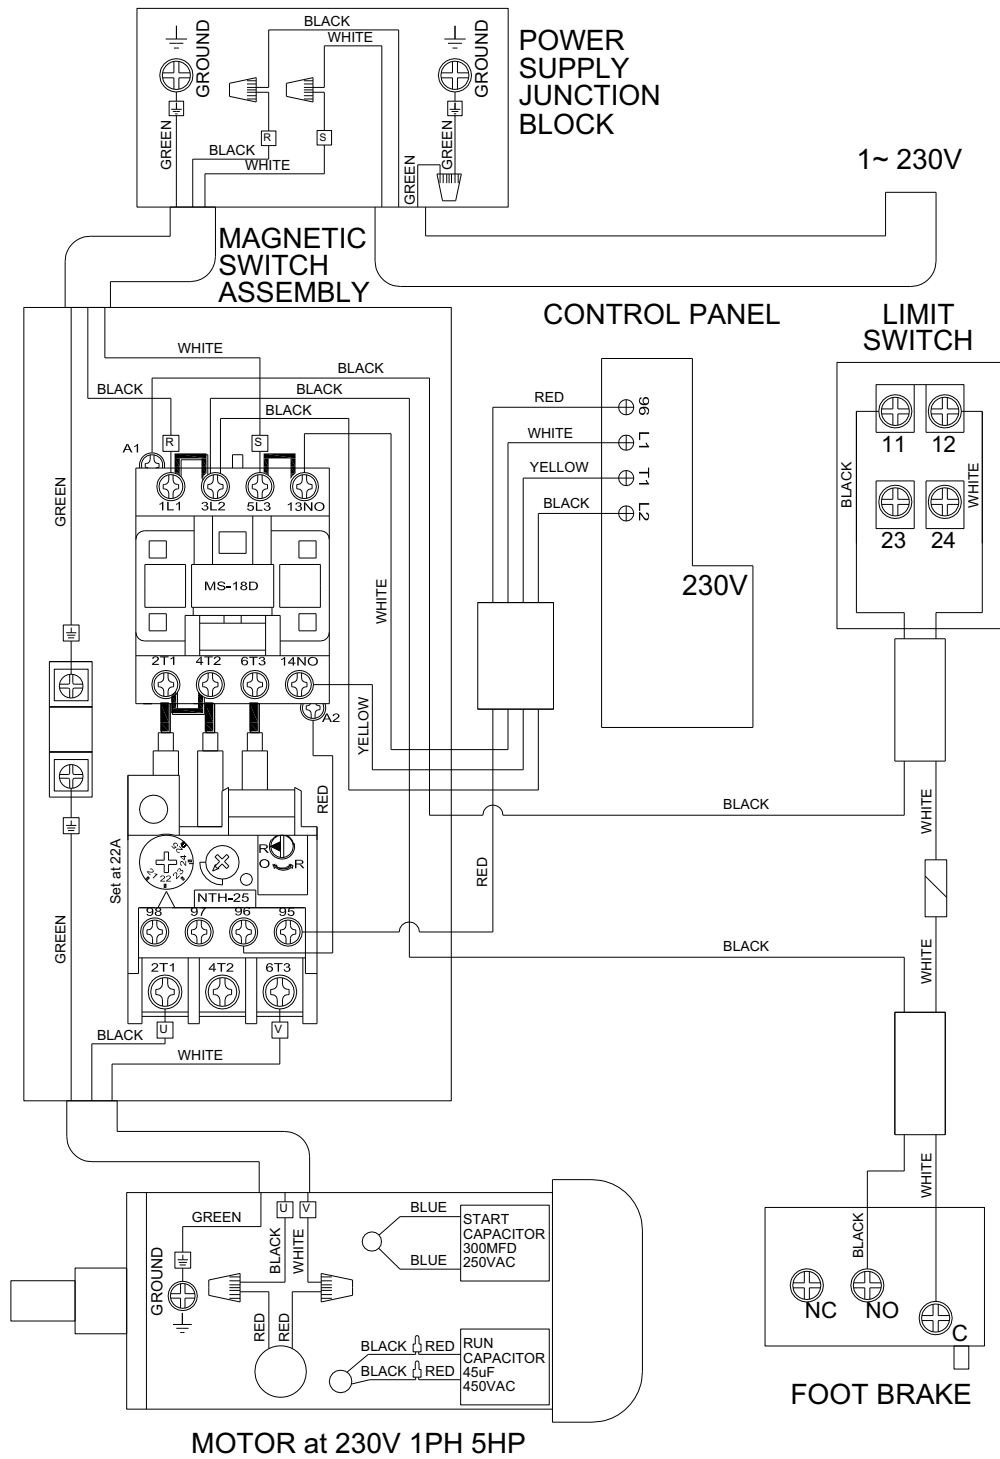 BLACK
WHITE
GROUND
GROUND
POWER
SUPPLY
JUNCTION
BLOCK
GREEN
R
S
BLACK
WHITE
GREEN
GREEN
1~ 230V
MAGNETIC
SWITCH
ASSEMBLY
CONTROL PANEL
LIMIT
SWITCH
WHITE
BLACK
BLACK
BLACK
BLACK
R
S
A1
1L1
3L2
5L3
13NO
RED
WHITE
YELLOW
BLACK
96
L1
T1
L2
230V
11
12
23
24
BLACK
WHITE
GREEN
MS-18D
WHITE
2T1
4T2
6T3
14NO
A2
YELLOW
RED
BLACK
WHITE
Set at 22A
21
22
23
24
25
R
O
R
NTH-25
RED
98
97
96
95
GREEN
BLACK
WHITE
2T1
4T2
6T3
U
V
BLACK
WHITE
GREEN
U
V
BLACK
WHITE
GROUND
RED
RED
BLUE
BLUE
START
CAPACITOR
300MFD
250VAC
BLACK
RED
BLACK
RED
RUN
CAPACITOR
45uF
450VAC
WHITE
BLACK
NC
NO
C
FOOT BRAKE
MOTOR at 230V 1PH 5HP